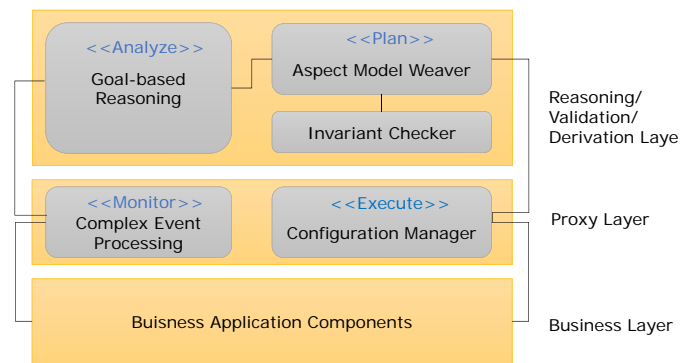 <<Analyze>>
Goal-based
Reasoning
<<Plan>>
Aspect Model Weaver
Invariant Checker
Reasoning/
Validation/
Derivation Laye
<<Monitor>>
Complex Event
Processing
<<Execute>>
Configuration Manager
Proxy Layer
Buisness Application Components
Business Layer